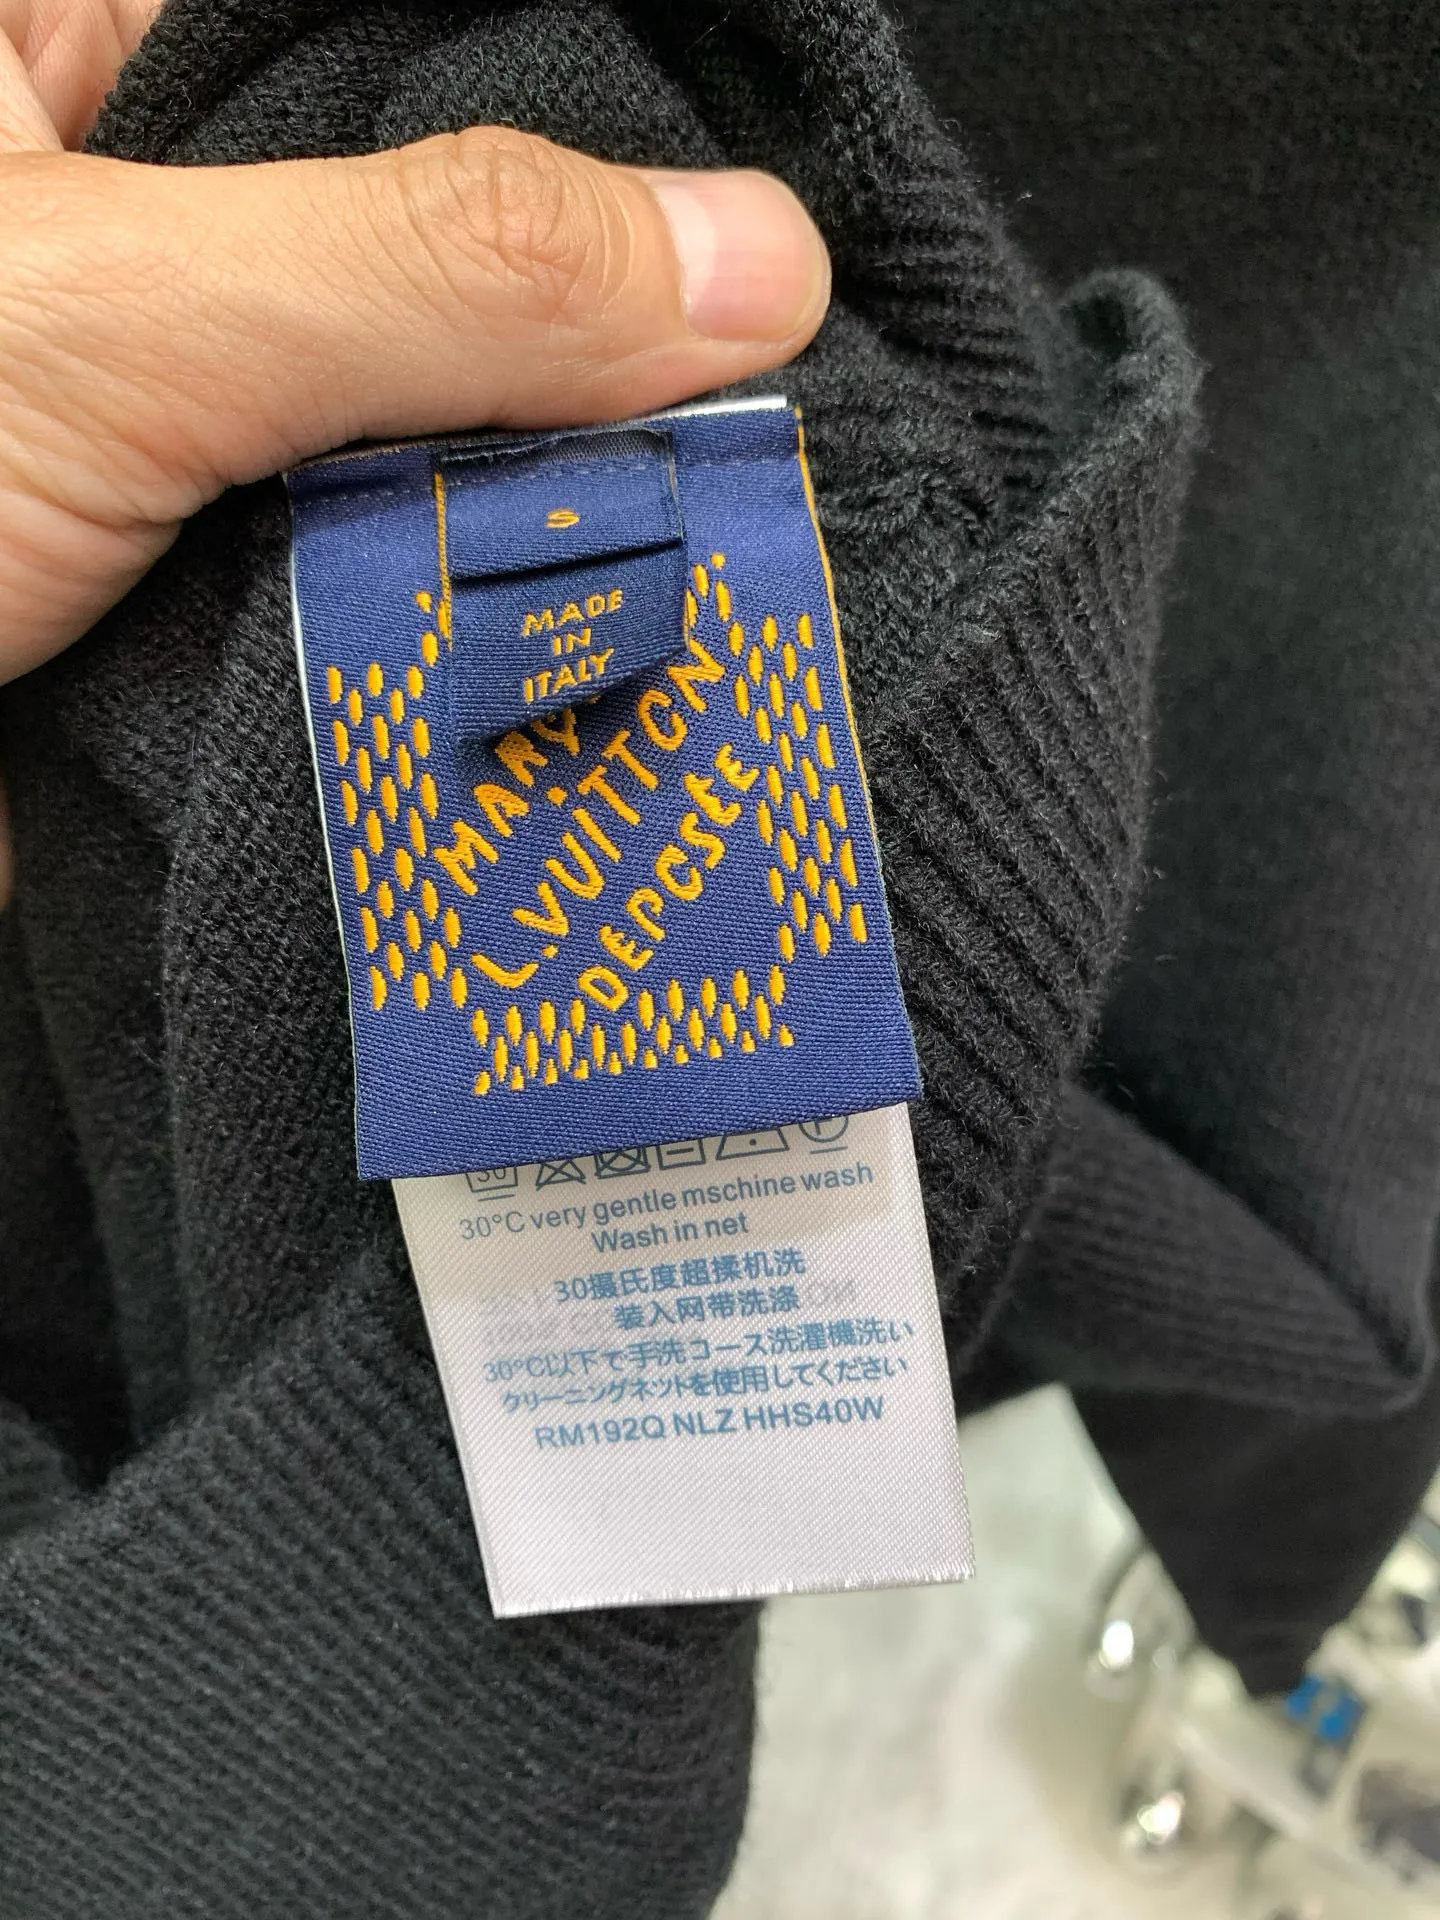 S
MADE
IN
ITALY
L.VUiTTCN
DEPCSÉE
30
30°C very gentle mschine wash
Wash in net
30摄氏度超揉机洗
装入网带洗涤
30°C以下で手洗コース洗濯機洗い
クリーニングネットを使用してください
RM192Q NLZ HHS40W